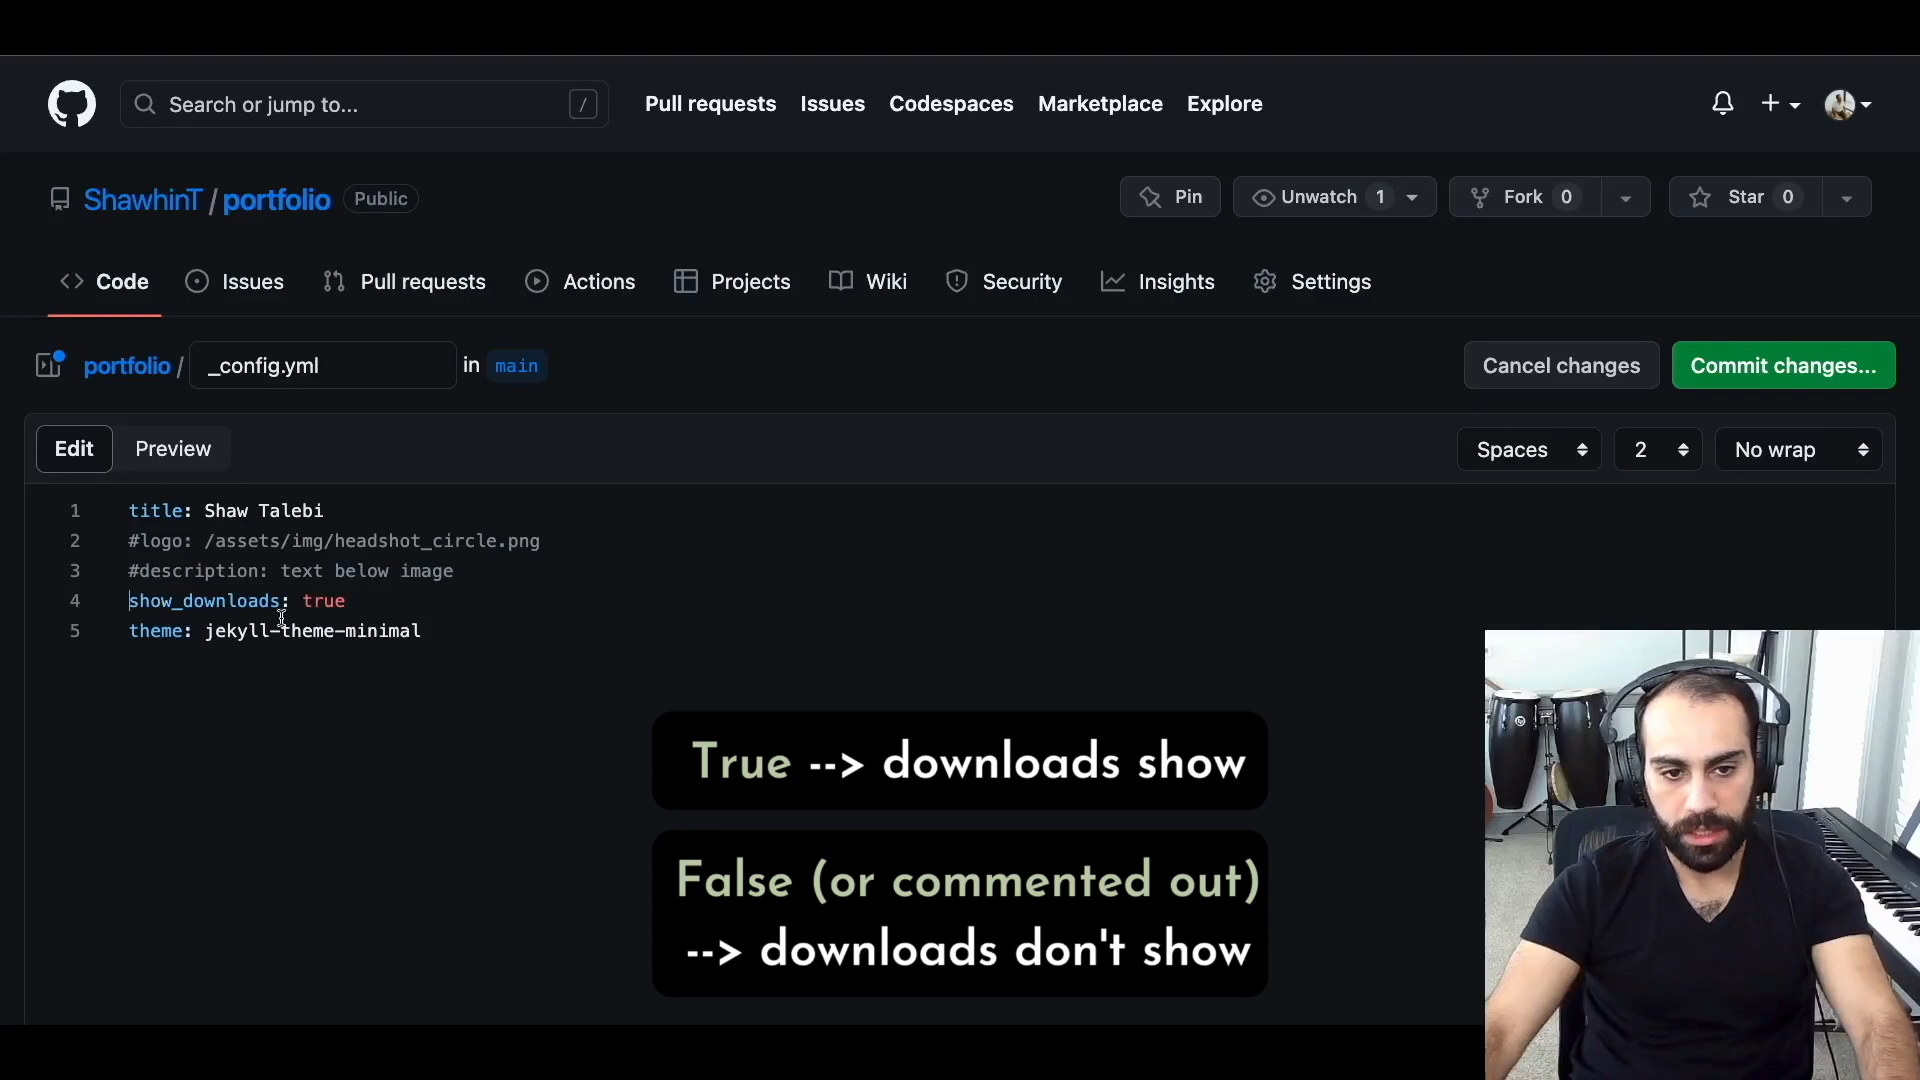 Search or jump to... /
Pull requests Issues Codespaces Marketplace Explore
ShawhinT / portfolio Public
Pin Unwatch 1 Fork 0 Star 0
Code Issues Pull requests Actions Projects Wiki Security Insights Settings
portfolio / _config.yml in main
Cancel changes Commit changes...
Edit Preview Spaces 2 No wrap
1 title: Shaw Talebi
2 #logo: /assets/img/headshot_circle.png
3 #description: text below image
4 show_downloads: true
5 theme: jekyll-theme-minimal
True --> downloads show
False (or commented out)
--> downloads don't show